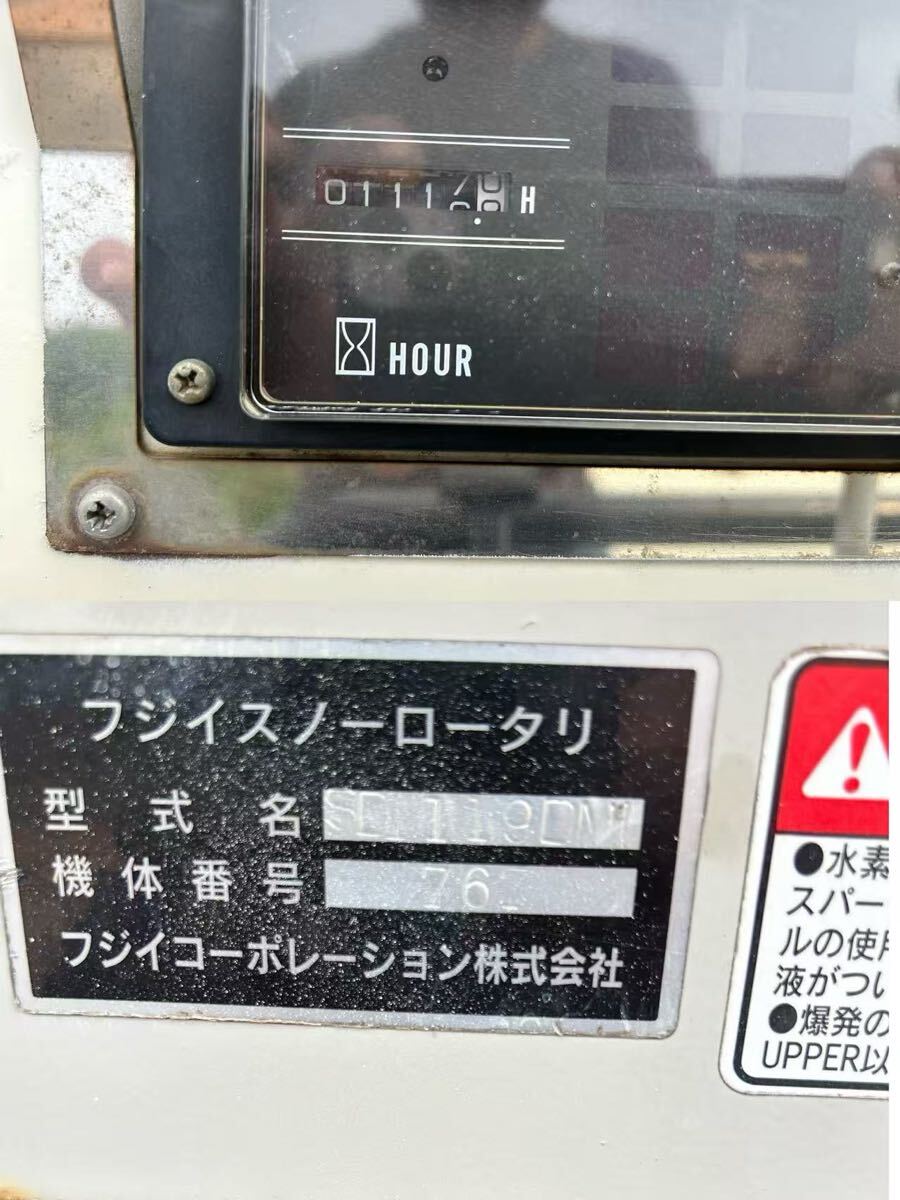 0111
H
HOUR
フジイスノーロータリ
型式名
機体番号 76
フジイコーポレーション株式会社
●水素
スパー
ルの使用
液がつい
●爆発の
UPPER以